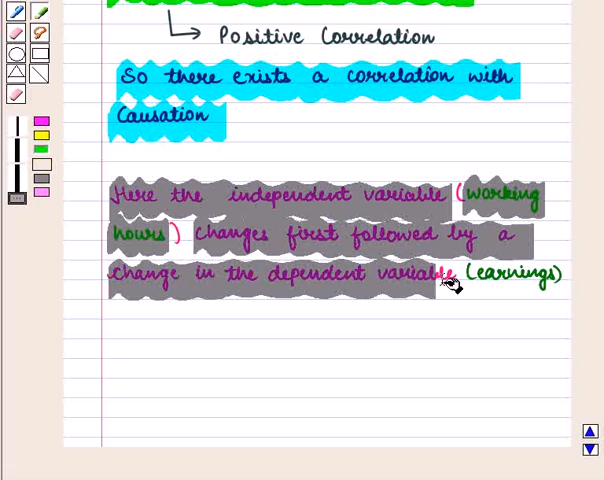 Positive Correlation
So there exists a correlation with
Causation
Here the independent variable (working
hours) changes first followed by a
change in the dependent variable (earnings)